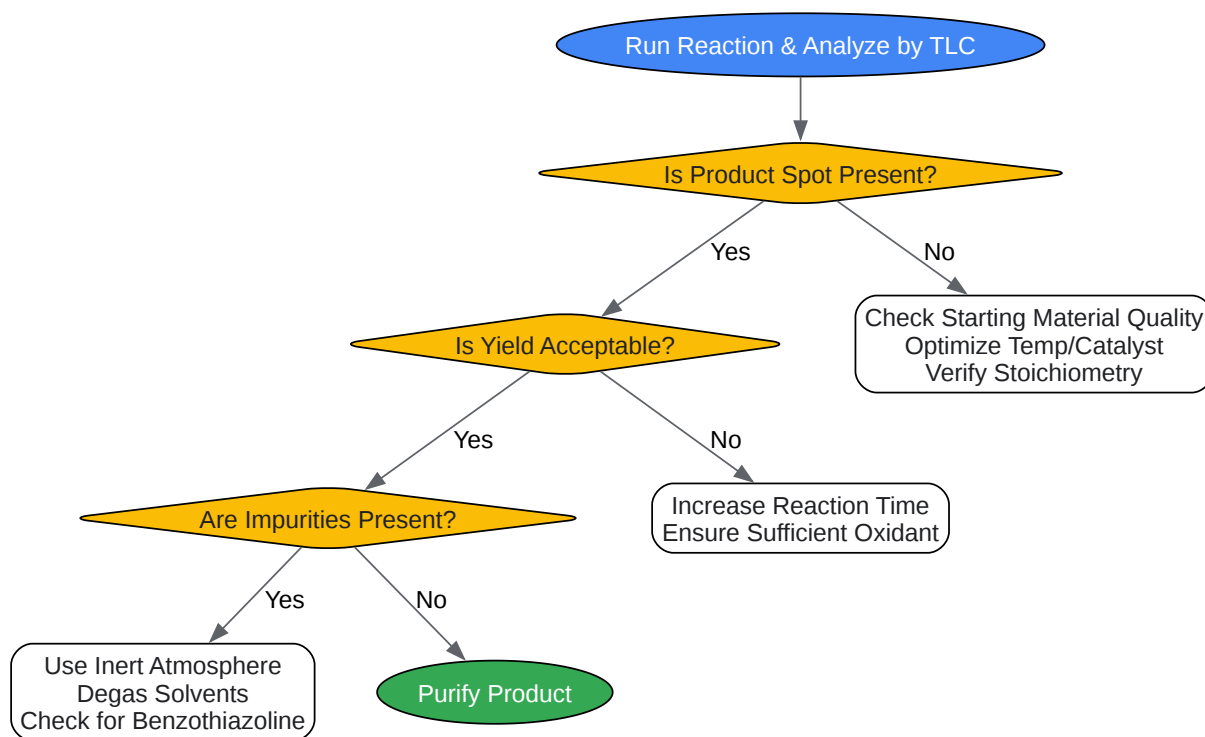 Run Reaction & Analyze by TLC
Is Product Spot Present?
Yes
No
Check Starting Material Quality
Optimize Temp/Catalyst
Verify Stoichiometry
Is Yield Acceptable?
Yes
No
Increase Reaction Time
Ensure Sufficient Oxidant
Are Impurities Present?
Yes
No
Use Inert Atmosphere
Degas Solvents
Check for Benzothiazoline
Purify Product